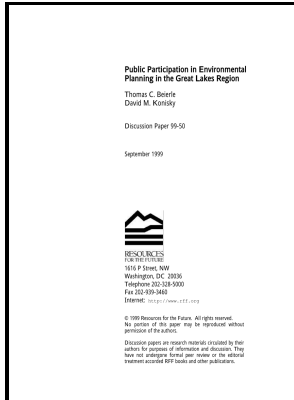 Public Participation in Environmental
Planning in the Great Lakes Region
Thomas C. Beierle
David M. Konisky
Discussion Paper 99-50
September 1999
RESOURCES
FOR THE FUTURE
1616 P Street, NW
Washington, DC 20036
Telephone 202-328-5000
Fax 202-939-3460
Internet: http://www.rff.org
© 1999 Resources for the Future. All rights reserved.
No portion of this paper may be reproduced without
permission of the authors.
Discussion papers are research materials circulated by their
authors for purposes of information and discussion. They
have not undergone formal peer review or the editorial
treatment accorded RFF books and other publications.